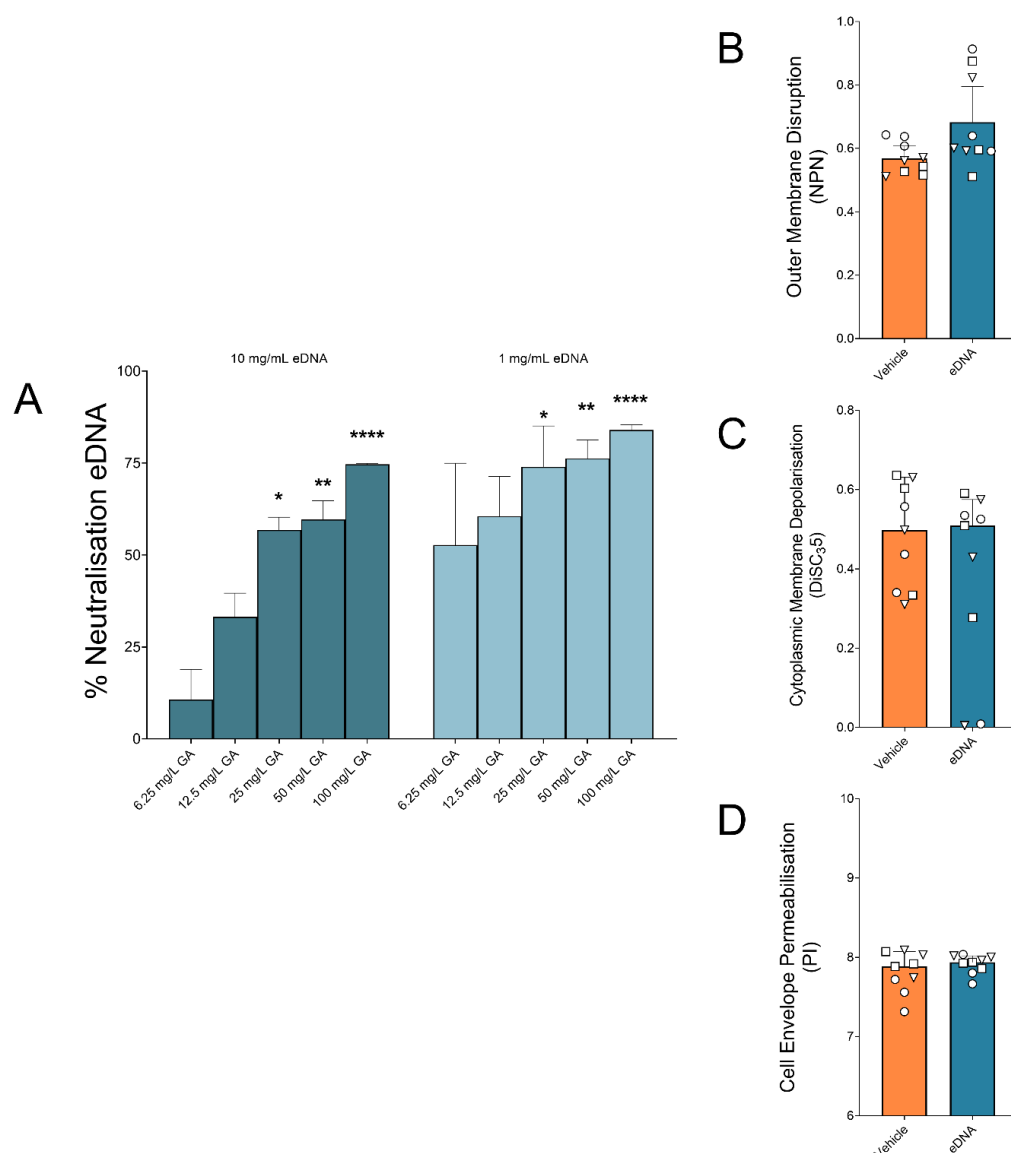 A
10 mg/mL eDNA
1 mg/mL eDNA
% Neutralisation eDNA
100
75
50
25
0
*
**
****
*
**
****
6.25 mg/L GA
12.5 mg/L GA
25 mg/L GA
50 mg/L GA
100 mg/L GA
6.25 mg/L GA
12.5 mg/L GA
25 mg/L GA
50 mg/L GA
100 mg/L GA
B
Outer Membrane Disruption
(NPN)
1.0
0.8
0.6
0.4
0.2
0.0
Vehicle
eDNA
C
Cytoplasmic Membrane Depolarisation
(DiSC₃5)
0.8
0.6
0.4
0.2
0.0
Vehicle
eDNA
D
Cell Envelope Permeabilisation
(PI)
10
9
8
7
6
Vehicle
eDNA